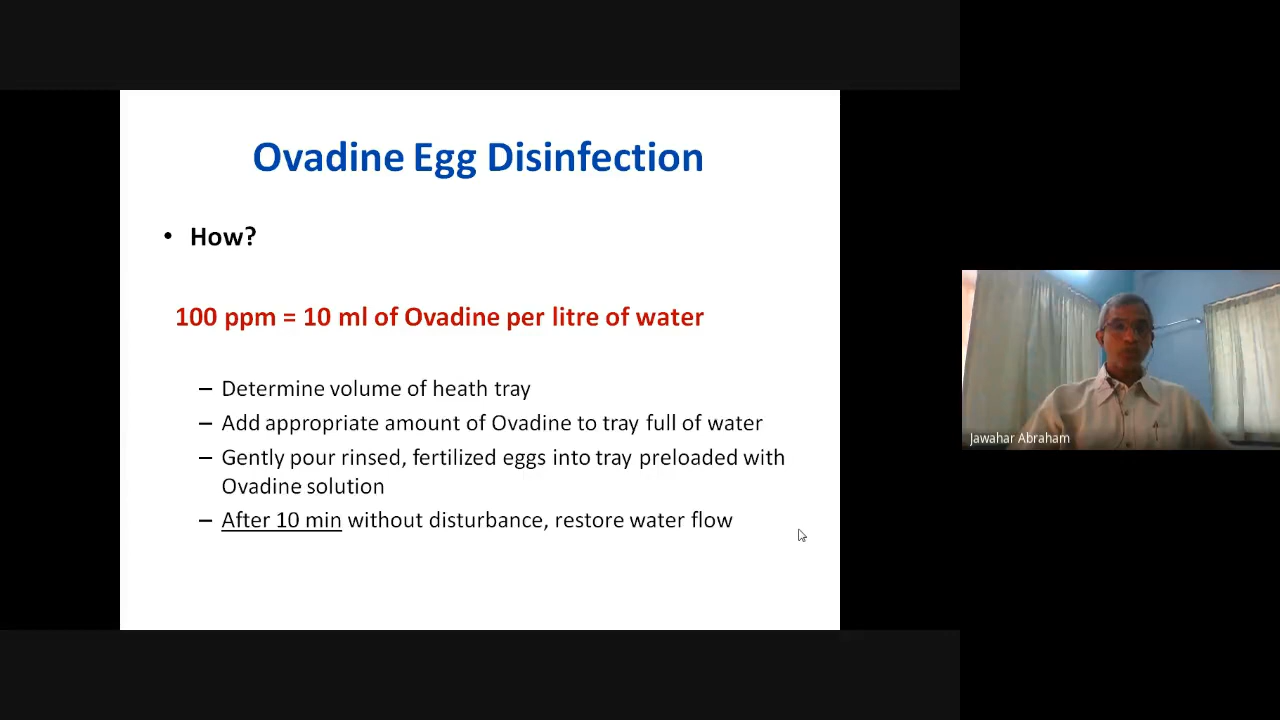 Ovadine Egg Disinfection
• How?
100 ppm = 10 ml of Ovadine per litre of water
– Determine volume of heath tray
– Add appropriate amount of Ovadine to tray full of water
– Gently pour rinsed, fertilized eggs into tray preloaded with
Ovadine solution
– After 10 min without disturbance, restore water flow
Jawahar Abraham